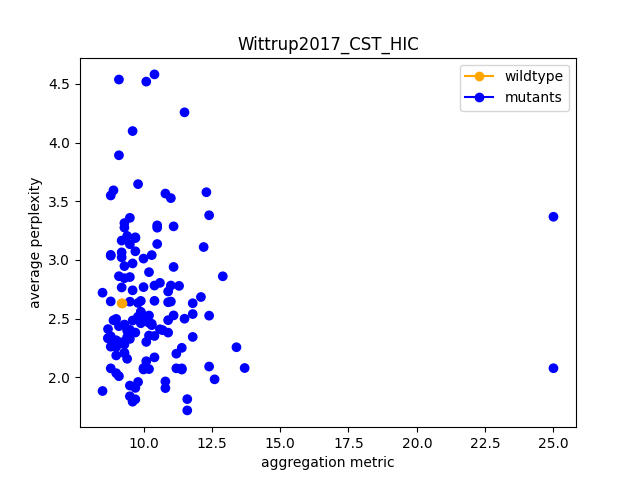 Wittrup2017_CST_HIC
wildtype
mutants
4.5
4.0
3.5
3.0
2.5
2.0
average perplexity
10.0 12.5 15.0 17.5 20.0 22.5 25.0
aggregation metric